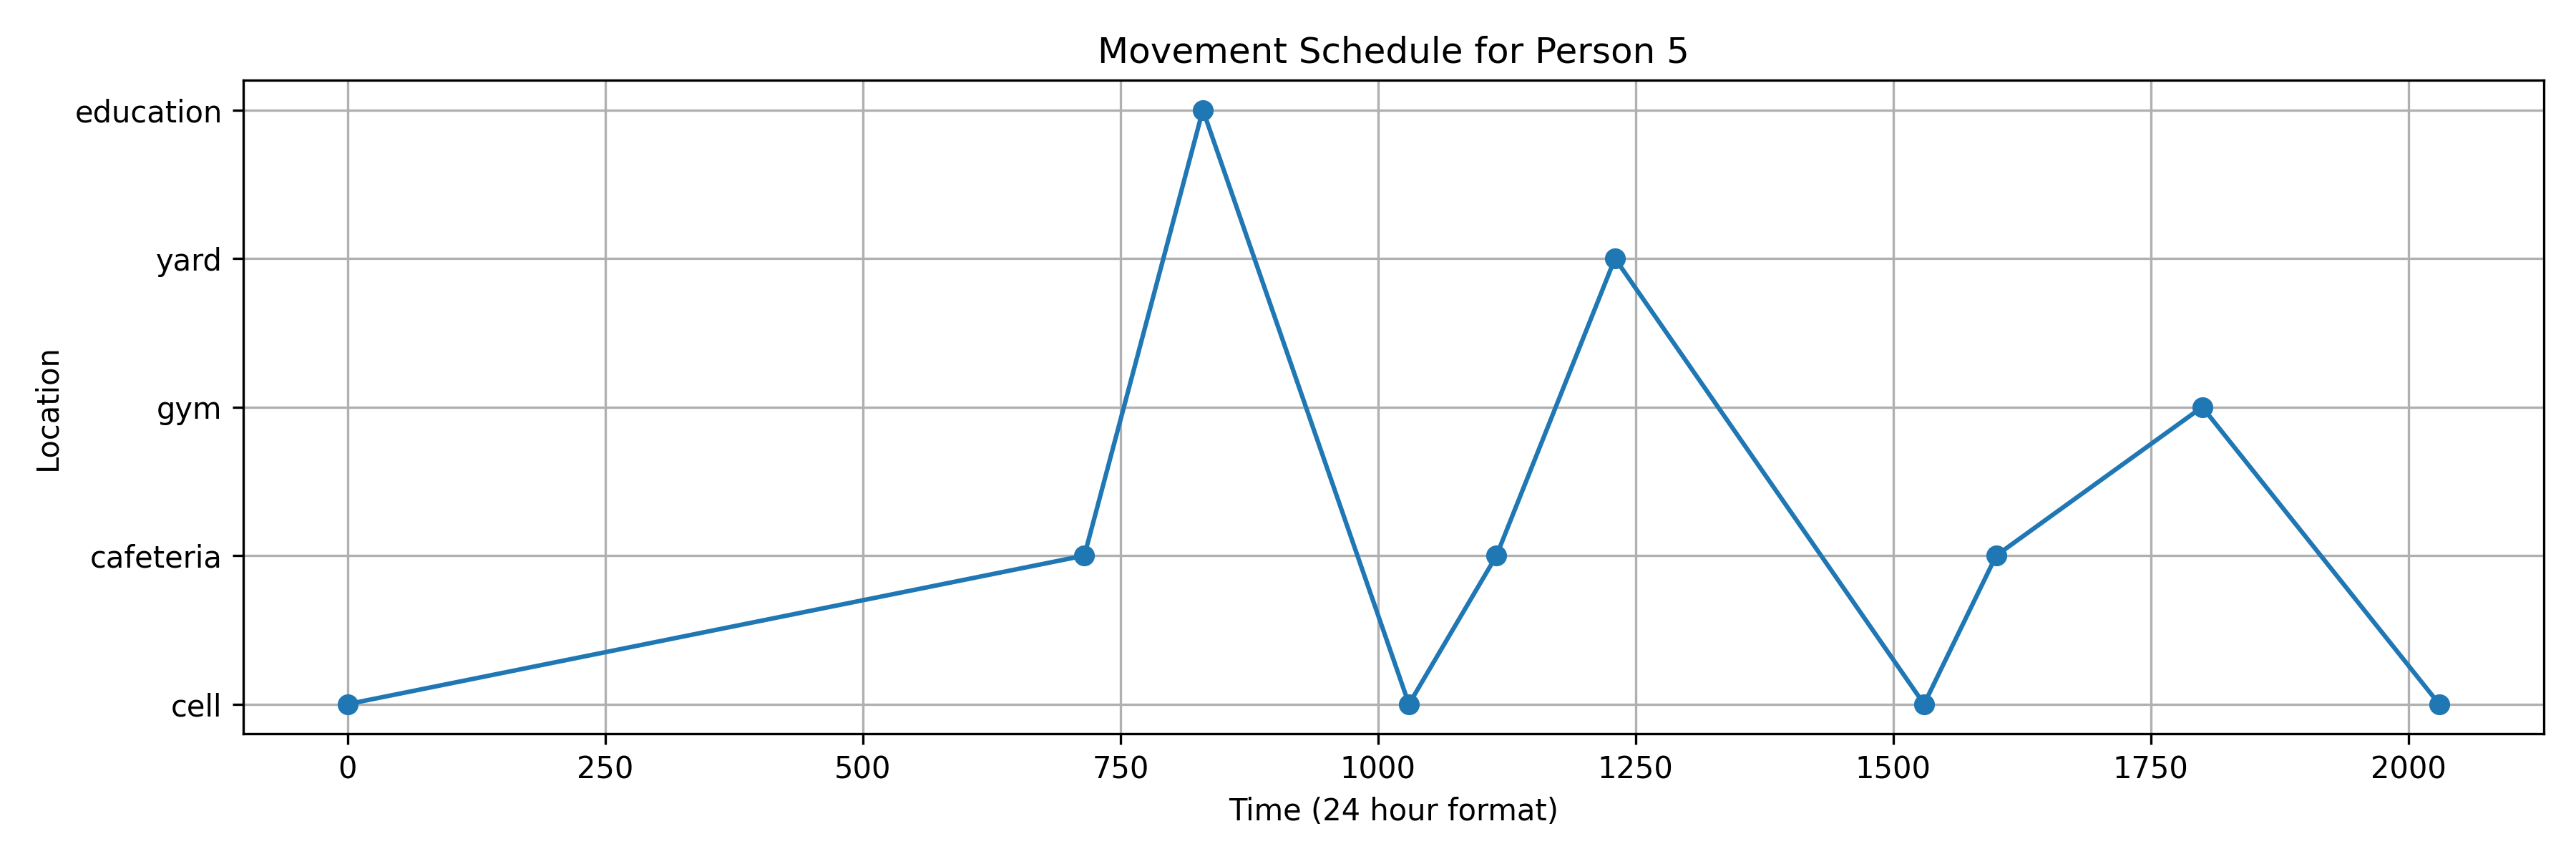 Movement Schedule for Person 5
education
yard
gym
cafeteria
cell
Location
0 250 500 750 1000 1250 1500 1750 2000
Time (24 hour format)